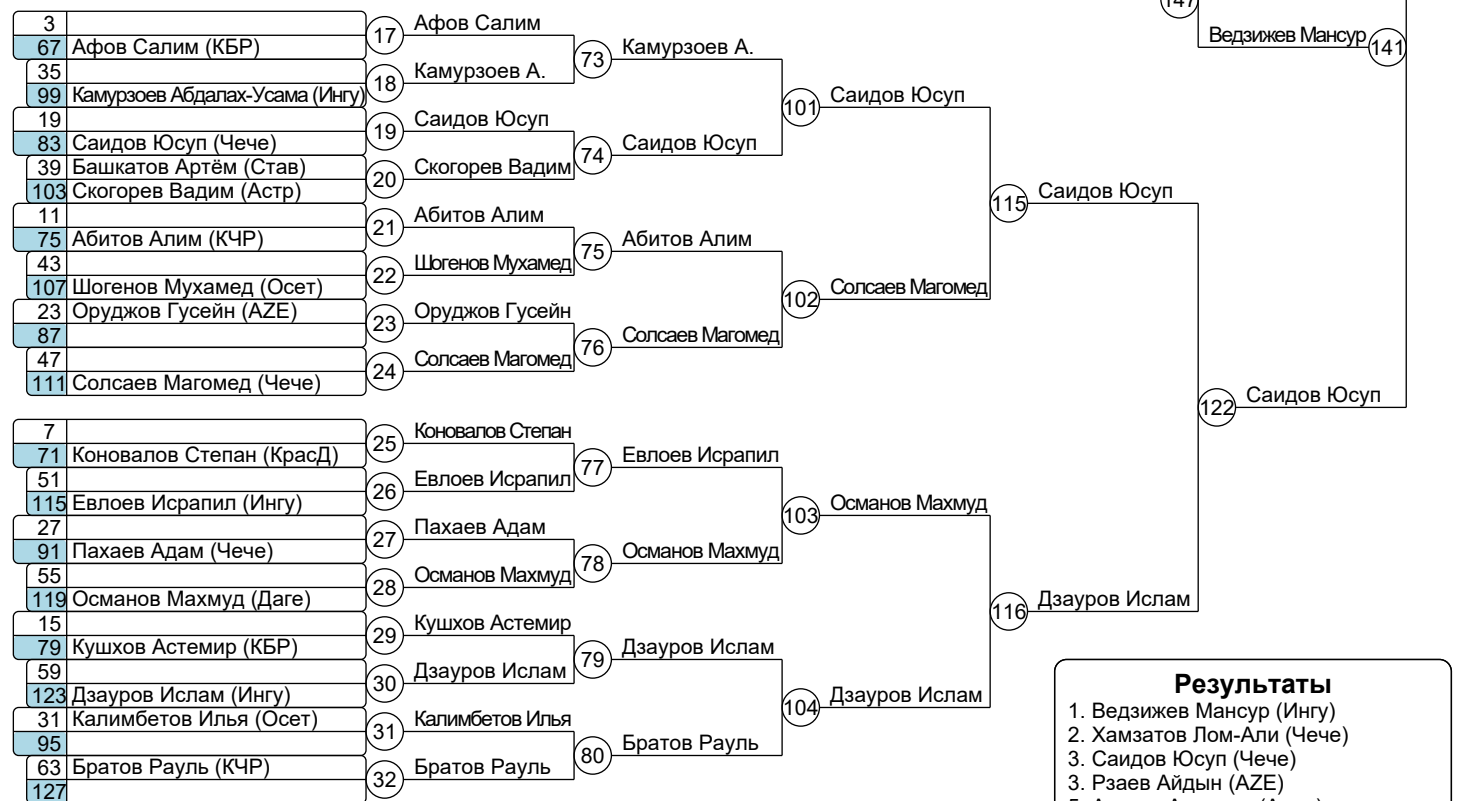 147
Ведзижев Мансур
141
3
67 Афов Салим (КБР)
17
Афов Салим
35
99 Камурзоев Абдалах-Усама (Ингу)
18
Камурзоев А.
73
Камурзоев А.
19
83 Саидов Юсуп (Чече)
19
Саидов Юсуп
39 Башкатов Артём (Став)
103 Скогорев Вадим (Астр)
20
Скогорев Вадим
74
Саидов Юсуп
101
Саидов Юсуп
11
75 Абитов Алим (КЧР)
21
Абитов Алим
43
107 Шогенов Мухамед (Осет)
22
Шогенов Мухамед
75
Абитов Алим
23 Оруджов Гусейн (AZE)
87
23
Оруджов Гусейн
47
111 Солсаев Магомед (Чече)
24
Солсаев Магомед
76
Солсаев Магомед
102
Солсаев Магомед
115
Саидов Юсуп
7
71 Коновалов Степан (КрасД)
25
Коновалов Степан
51
115 Евлоев Исрапил (Ингу)
26
Евлоев Исрапил
77
Евлоев Исрапил
27
91 Пахаев Адам (Чече)
27
Пахаев Адам
55
119 Османов Махмуд (Даге)
28
Османов Махмуд
78
Османов Махмуд
103
Османов Махмуд
15
79 Кушхов Астемир (КБР)
29
Кушхов Астемир
59
123 Дзауров Ислам (Ингу)
30
Дзауров Ислам
79
Дзауров Ислам
31 Калимбетов Илья (Осет)
95
31
Калимбетов Илья
63 Братов Рауль (КЧР)
127
32
Братов Рауль
80
Братов Рауль
104
Дзауров Ислам
116
Дзауров Ислам
122
Саидов Юсуп
Результаты
1. Ведзижев Мансур (Ингу)
2. Хамзатов Лом-Али (Чече)
3. Саидов Юсуп (Чече)
3. Рзаев Айдын (AZE)